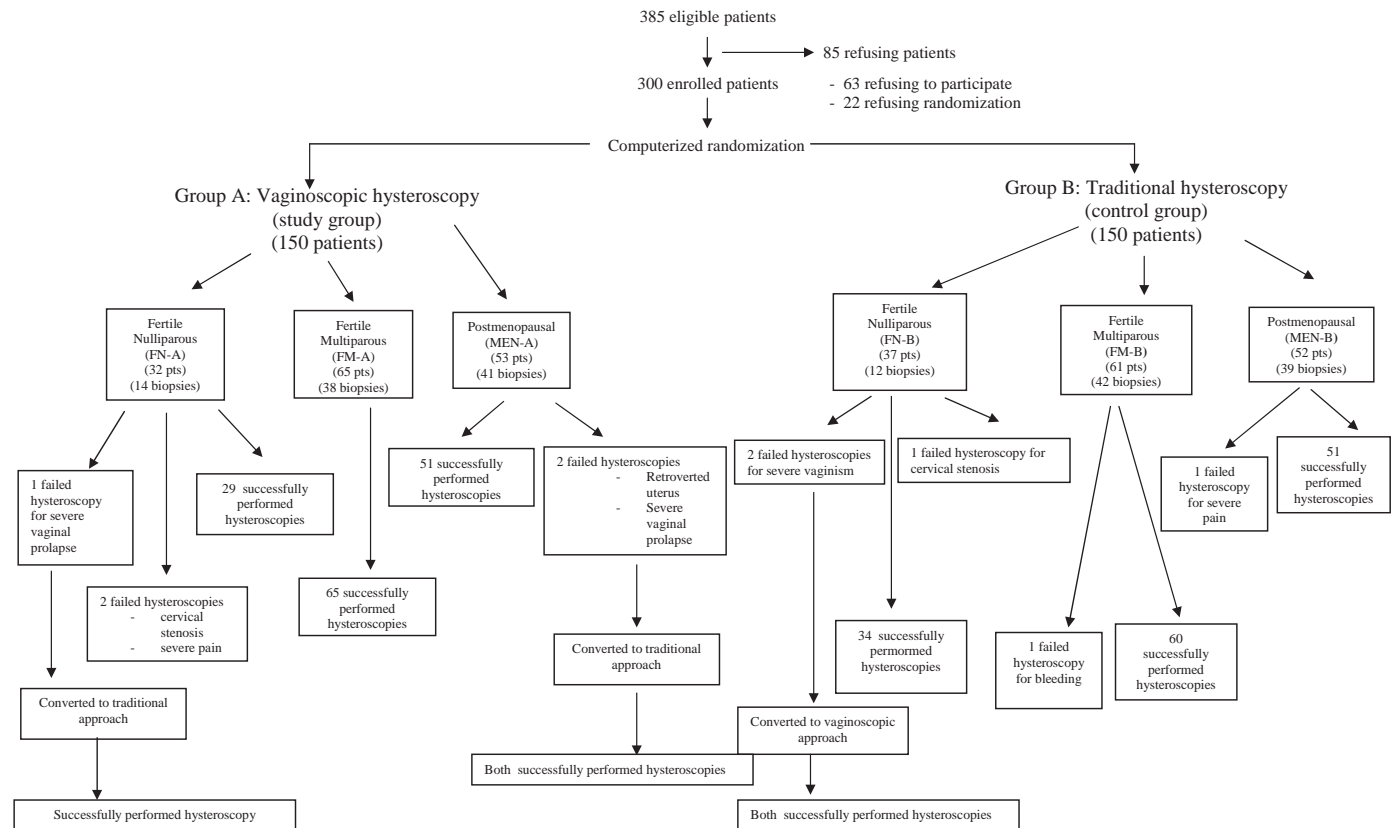 385 eligible patients
85 refusing patients
300 enrolled patients
- 63 refusing to participate
- 22 refusing randomization
Computerized randomization
Group A: Vaginoscopic hysteroscopy
(study group)
(150 patients)
Group B: Traditional hysteroscopy
(control group)
(150 patients)
Fertile
Nulliparous
(FN-A)
(32 pts)
(14 biopsies)
Fertile
Multiparous
(FM-A)
(65 pts)
(38 biopsies)
Postmenopausal
(MEN-A)
(53 pts)
(41 biopsies)
Fertile
Nulliparous
(FN-B)
(37 pts)
(12 biopsies)
Fertile
Multiparous
(FM-B)
(61 pts)
(42 biopsies)
Postmenopausal
(MEN-B)
(52 pts)
(39 biopsies)
1 failed
hysteroscopy
for severe
vaginal
prolapse
2 failed hysteroscopies
- cervical
stenosis
- severe pain
29 successfully
performed
hysteroscopies
65 successfully
performed
hysteroscopies
51 successfully
performed
hysteroscopies
2 failed hysteroscopies
- Retroverted
uterus
- Severe
vaginal
prolapse
2 failed hysteroscopies
for severe vaginism
34 successfully
permormed
hysteroscopies
1 failed hysteroscopy for
cervical stenosis
1 failed
hysteroscopy
for bleeding
60
successfully
performed
hysteroscopies
1 failed
hysteroscopy
for severe
pain
51
successfully
performed
hysteroscopies
Converted to traditional
approach
Converted to traditional
approach
Converted to vaginoscopic
approach
Successfully performed hysteroscopy
Both successfully performed hysteroscopies
Both successfully performed hysteroscopies